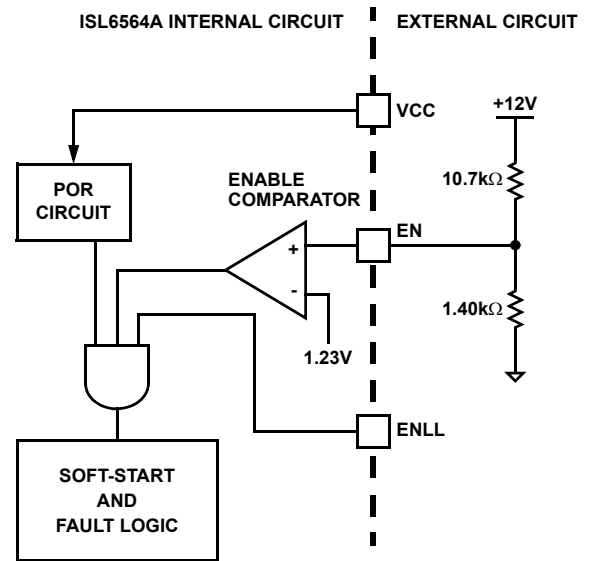 ISL6564A INTERNAL CIRCUIT
EXTERNAL CIRCUIT
VCC
+12V
POR
CIRCUIT
ENABLE
COMPARATOR
10.7kΩ
EN
+
-
1.40kΩ
1.23V
ENLL
SOFT-START
AND
FAULT LOGIC